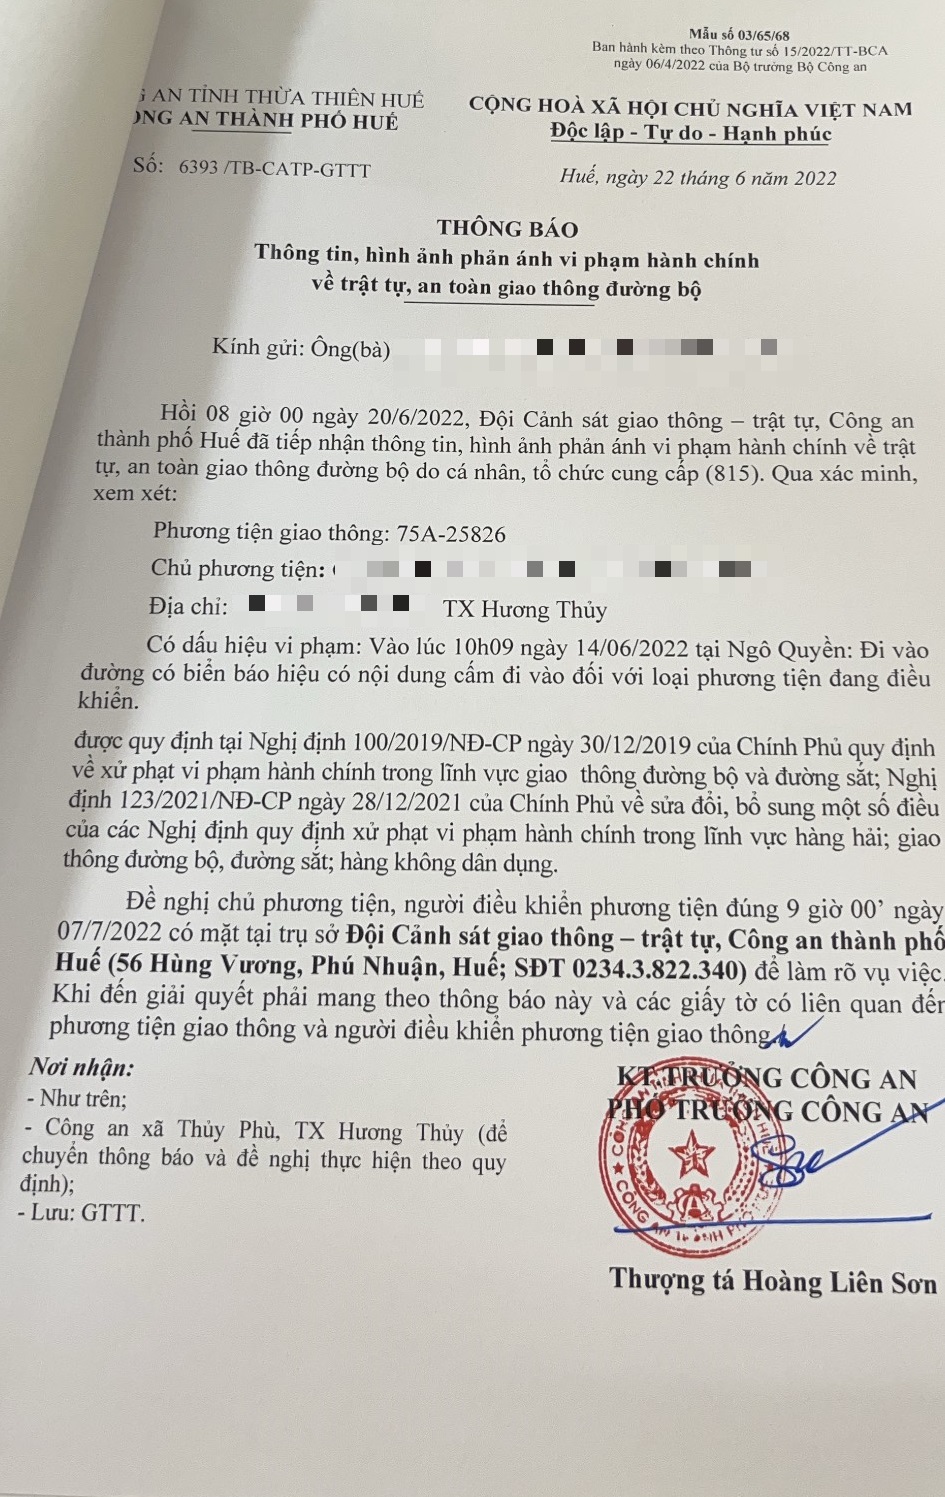 Mẫu số 03/65/68
Ban hành kèm theo Thông tư số 15/2022/TT-BCA
ngày 06/4/2022 của Bộ trưởng Bộ Công an
AN TỈNH THỪA THIÊN HUẾ
ÔNG AN THÀNH PHỐ HUẾ
CỘNG HOÀ XÃ HỘI CHỦ NGHĨA VIỆT NAM
Độc lập - Tự do - Hạnh phúc
Số: 6393 /TB-CATP-GTTT
Huế, ngày 22 tháng 6 năm 2022
THÔNG BÁO
Thông tin, hình ảnh phản ánh vi phạm hành chính
về trật tự, an toàn giao thông đường bộ
Kính gửi: Ông(bà)
Hồi 08 giờ 00 ngày 20/6/2022, Đội Cảnh sát giao thông – trật tự, Công an
thành phố Huế đã tiếp nhận thông tin, hình ảnh phản ánh vi phạm hành chính về trật
tự, an toàn giao thông đường bộ do cá nhân, tổ chức cung cấp (815). Qua xác minh,
xem xét:
Phương tiện giao thông: 75A-25826
Chủ phương tiện:
Địa chỉ: TX Hương Thủy
Có dấu hiệu vi phạm: Vào lúc 10h09 ngày 14/06/2022 tại Ngô Quyền: Đi vào
đường có biển báo hiệu có nội dung cấm đi vào đối với loại phương tiện đang điều
khiển.
được quy định tại Nghị định 100/2019/NĐ-CP ngày 30/12/2019 của Chính Phủ quy định
về xử phạt vi phạm hành chính trong lĩnh vực giao thông đường bộ và đường sắt; Nghị
định 123/2021/NĐ-CP ngày 28/12/2021 của Chính Phủ về sửa đổi, bổ sung một số điều
của các Nghị định quy định xử phạt vi phạm hành chính trong lĩnh vực hàng hải; giao
thông đường bộ, đường sắt; hàng không dân dụng.
Đề nghị chủ phương tiện, người điều khiển phương tiện đúng 9 giờ 00’ ngày
07/7/2022 có mặt tại trụ sở Đội Cảnh sát giao thông – trật tự, Công an thành phố
Huế (56 Hùng Vương, Phú Nhuận, Huế; SĐT 0234.3.822.340) để làm rõ vụ việc.
Khi đến giải quyết phải mang theo thông báo này và các giấy tờ có liên quan đến
phương tiện giao thông và người điều khiển phương tiện giao thông.
Nơi nhận:
- Như trên;
- Công an xã Thủy Phù, TX Hương Thủy (để
chuyển thông báo và đề nghị thực hiện theo quy
định);
- Lưu: GTTT.
KT.TRƯỞNG CÔNG AN
PHÓ TRƯỞNG CÔNG AN
Thượng tá Hoàng Liên Sơn